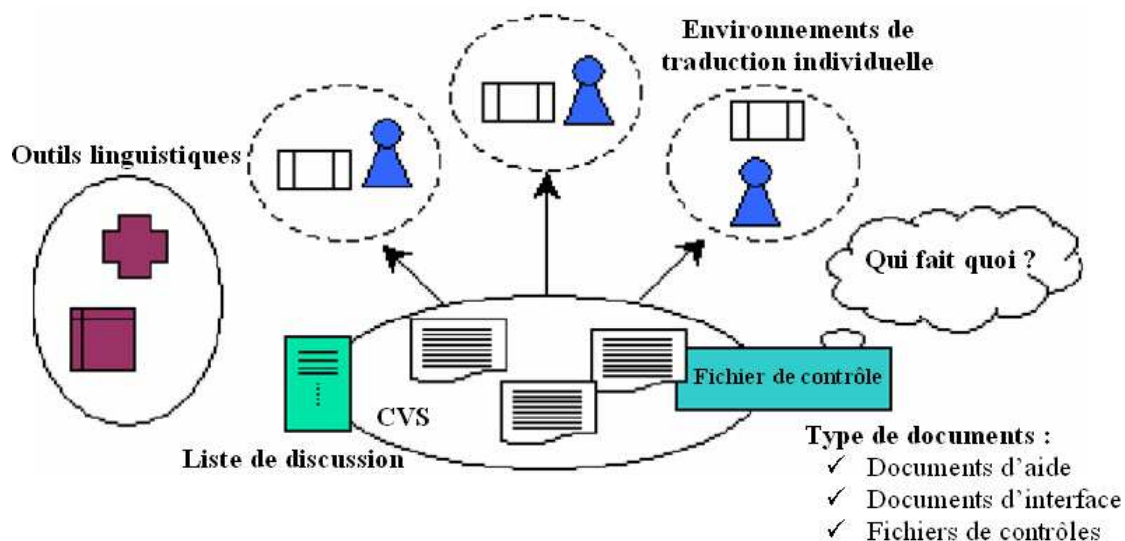 Environnements de
traduction individuelle
Outils linguistiques
Qui fait quoi ?
Fichier de contrôle
CVS
Liste de discussion
Type de documents :
✓ Documents d'aide
✓ Documents d'interface
✓ Fichiers de contrôles